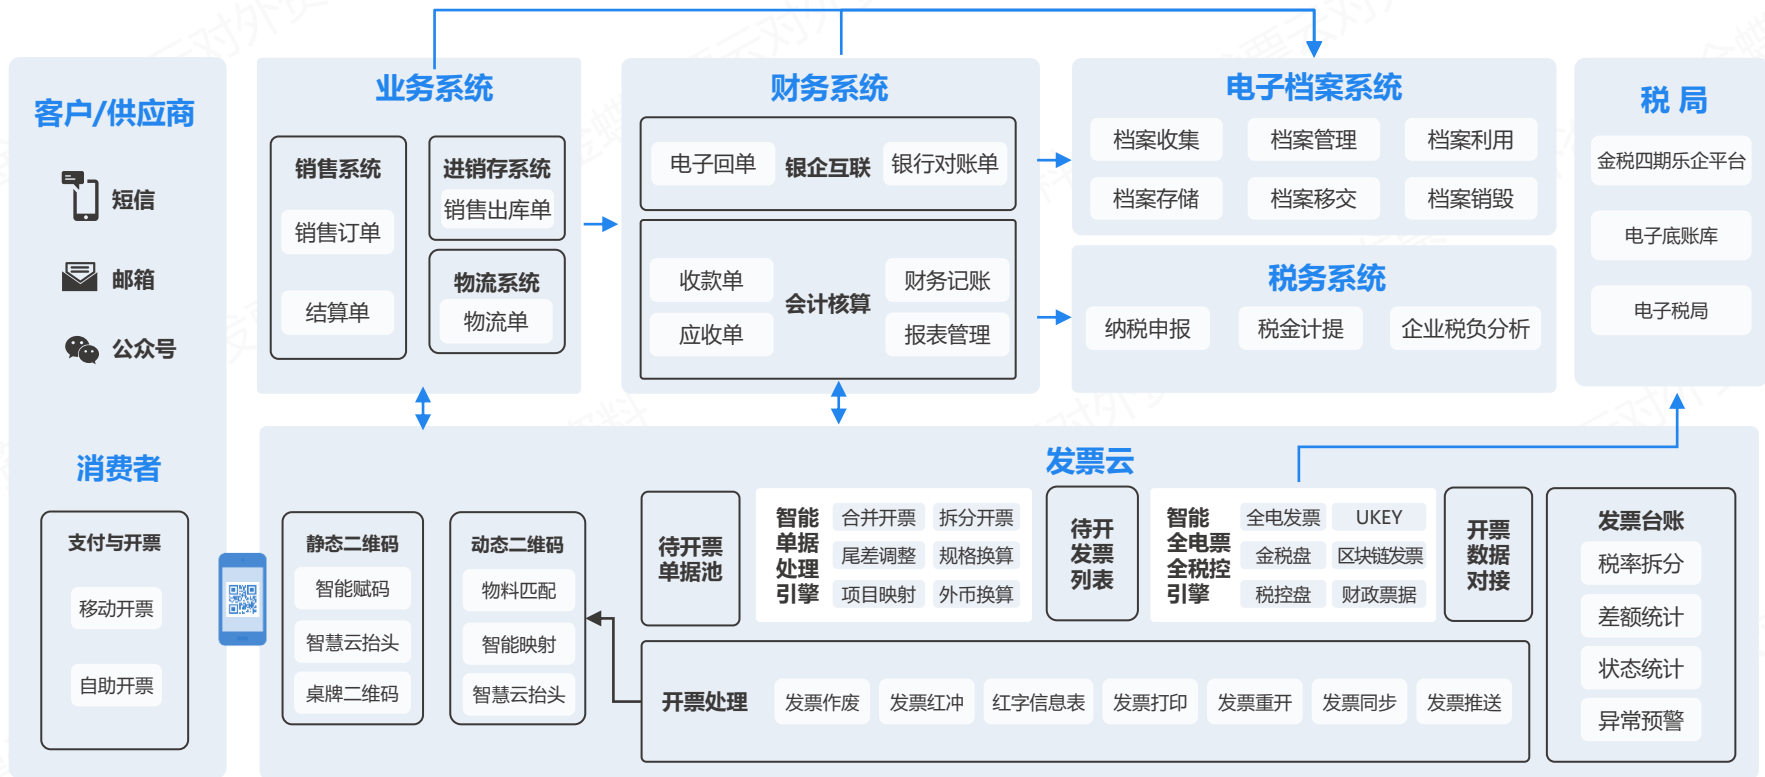 客户/供应商
短信
邮箱
公众号
消费者
支付与开票
移动开票
自助开票
业务系统
销售系统
销售订单
结算单
进销存系统
销售出库单
物流系统
物流单
财务系统
电子回单
银企互联
银行对账单
收款单
应收单
会计核算
财务记账
报表管理
电子档案系统
档案收集
档案管理
档案利用
档案存储
档案移交
档案销毁
税务系统
纳税申报
税金计提
企业税负分析
税 局
金税四期乐企平台
电子底账库
电子税局
发票云
静态二维码
智能赋码
智慧云抬头
桌牌二维码
动态二维码
物料匹配
智能映射
智慧云抬头
待开票
单据池
智能
单据
处理
引擎
合并开票
拆分开票
尾差调整
规格换算
项目映射
外币换算
待开
发票
列表
智能
全电票
全税控
引擎
全电发票
UKEY
金税盘
区块链发票
税控盘
财政票据
开票
数据
对接
发票台账
税率拆分
差额统计
状态统计
异常预警
开票处理
发票作废
发票红冲
红字信息表
发票打印
发票重开
发票同步
发票推送